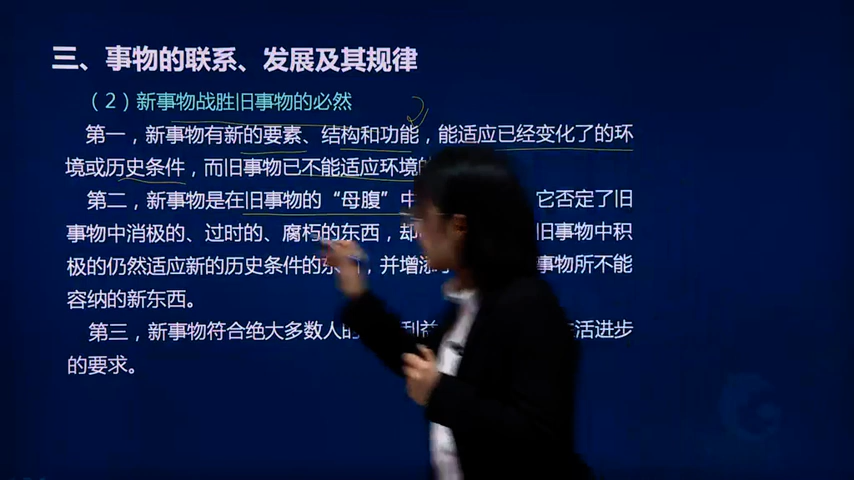 三、事物的联系、发展及其规律
（2）新事物战胜旧事物的必然
第一，新事物有新的要素、结构和功能，能适应已经变化了的环
境或历史条件，而旧事物已不能适应环境
第二，新事物是在旧事物的“母腹”中 它否定了旧
事物中消极的、过时的、腐朽的东西，却 旧事物中积
极的仍然适应新的历史条件的东 ，并增添 事物所不能
容纳的新东西。
第三，新事物符合绝大多数人的 利益 活进步
的要求。